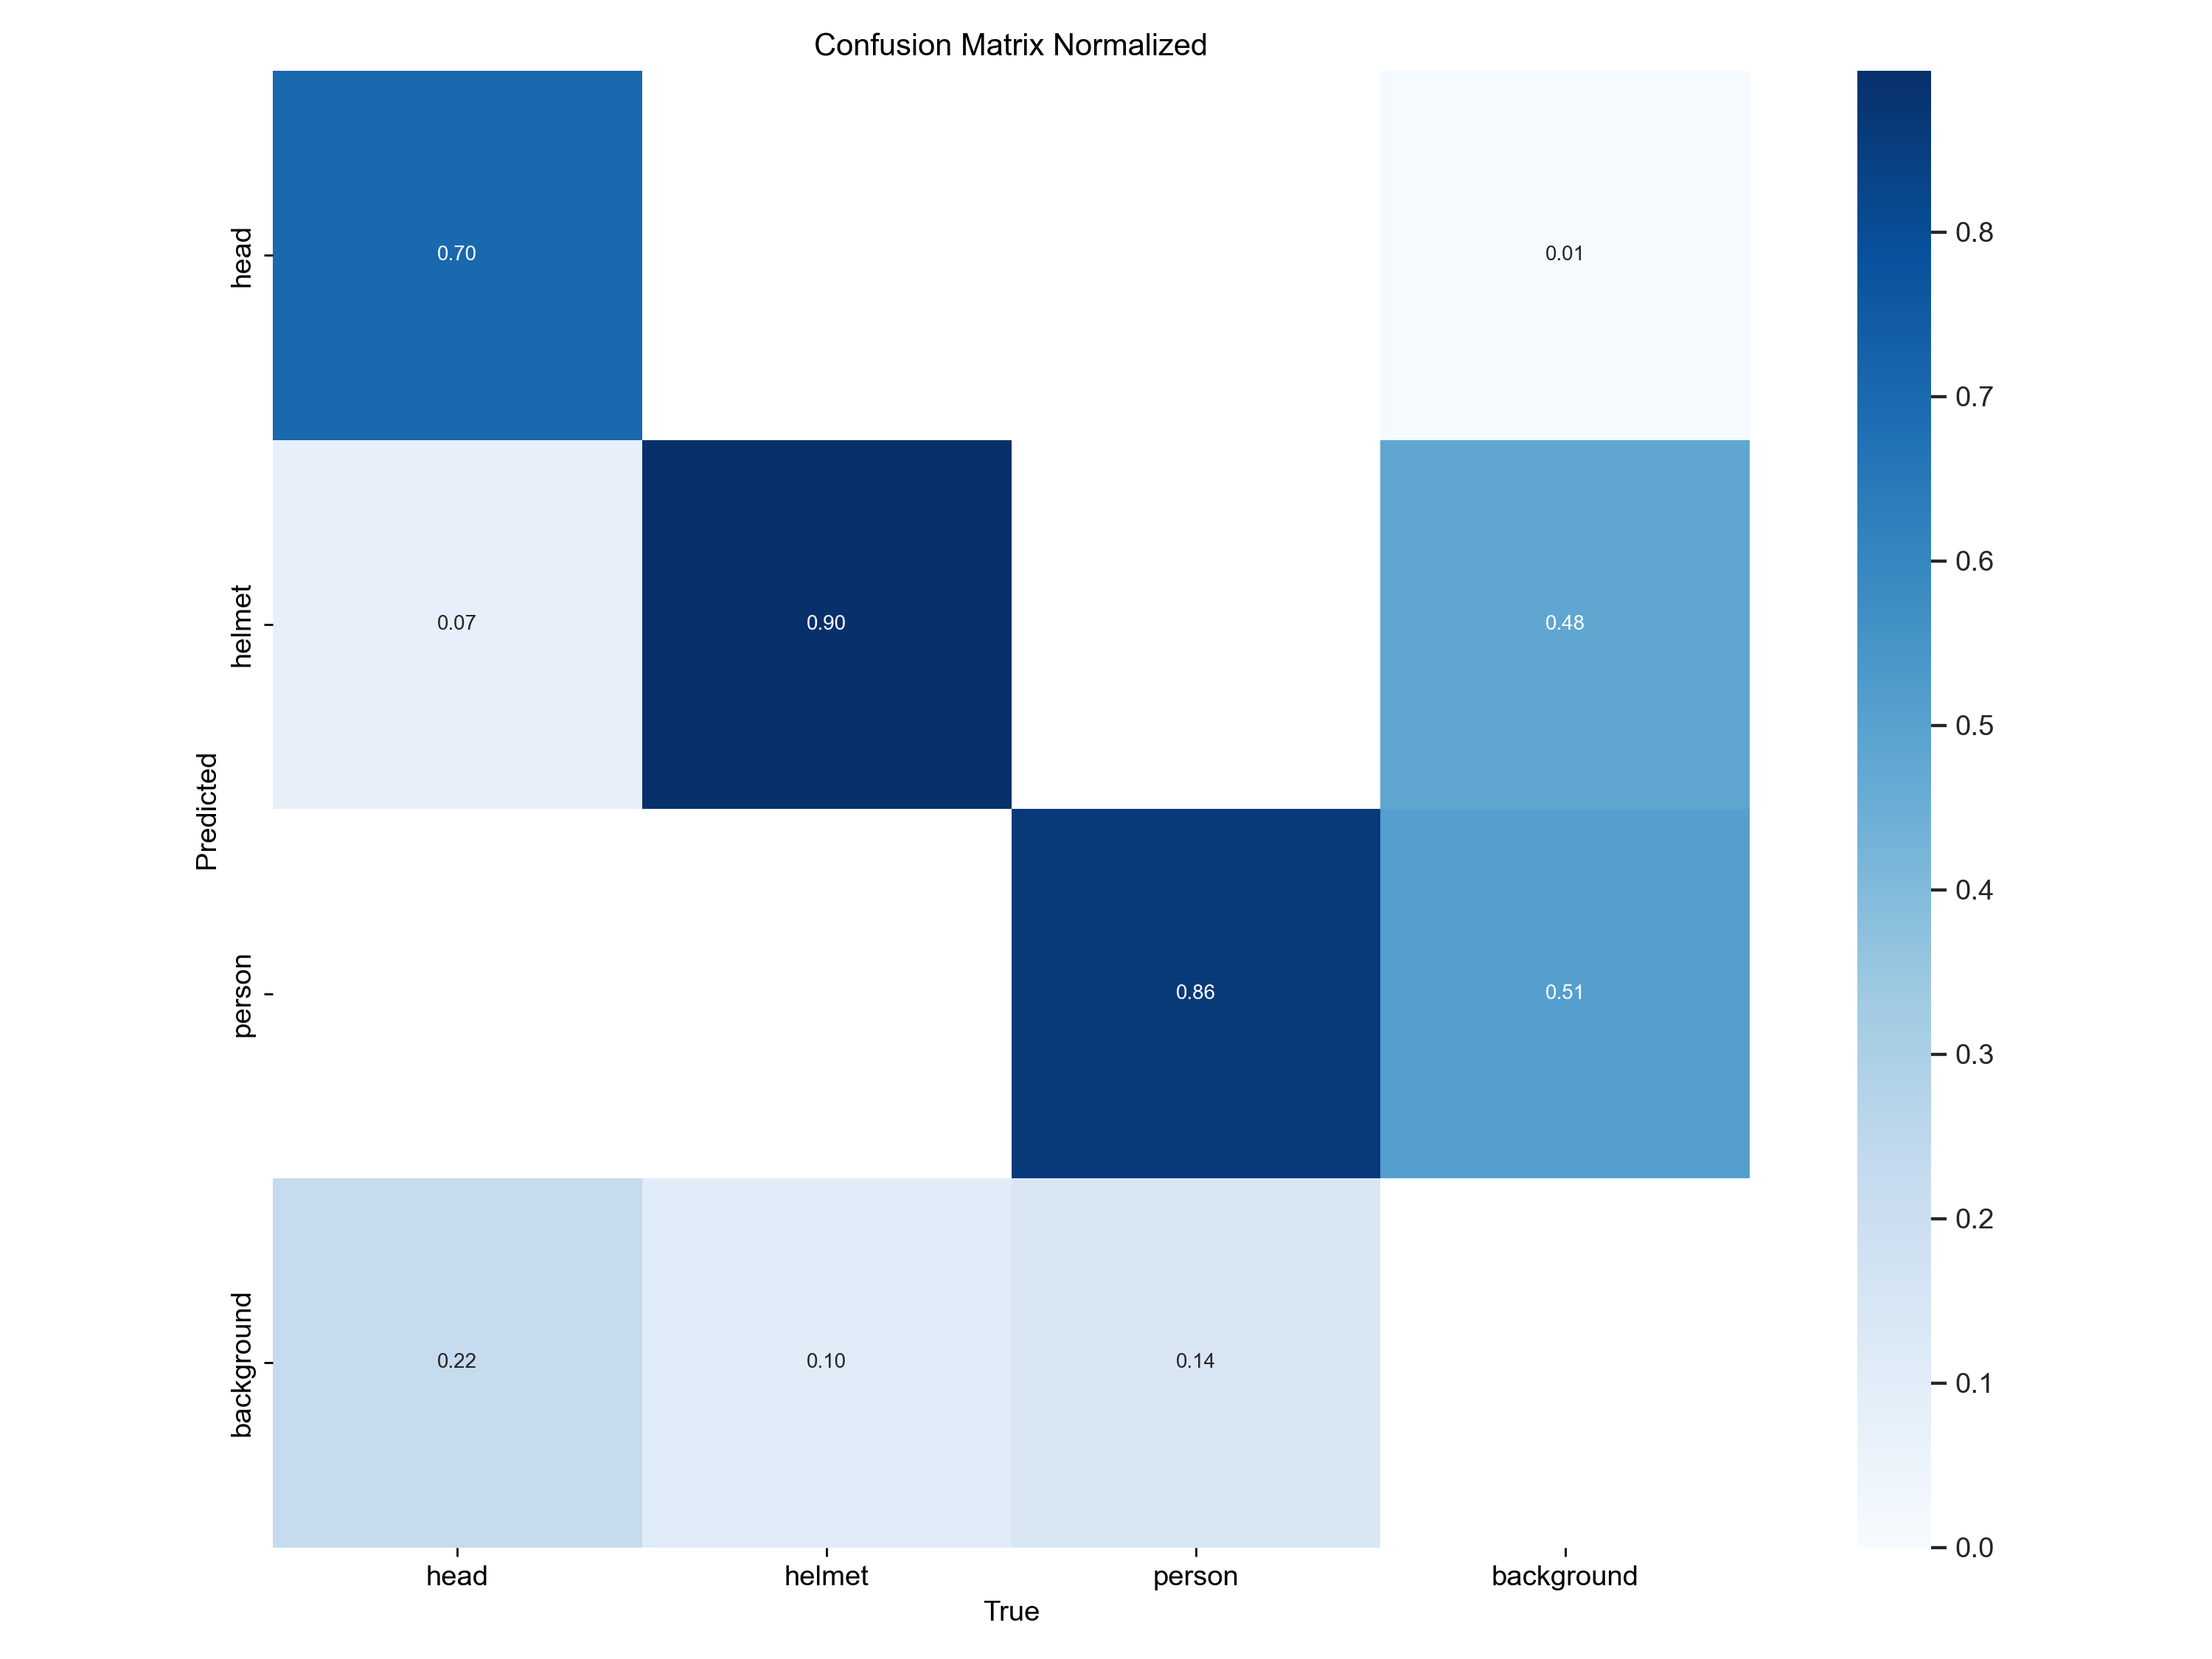 Confusion Matrix Normalized
Predicted
head
0.70
0.01
helmet
0.07
0.90
0.48
person
0.86
0.51
background
0.22
0.10
0.14
head
helmet
person
background
True
0.8
0.7
0.6
0.5
0.4
0.3
0.2
0.1
0.0